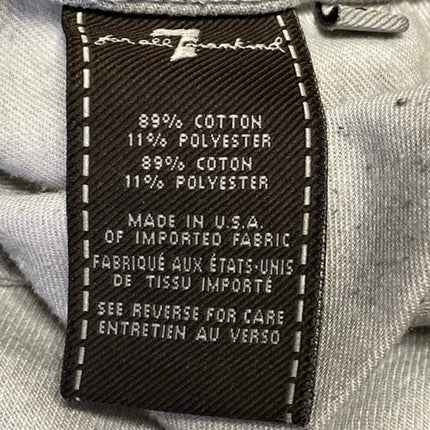 for all 7 mankind
89% COTTON
11% POLYESTER
89% COTON
11% POLYESTER
MADE IN U.S.A.
OF IMPORTED FABRIC
FABRIQUÉ AUX ÉTATS-UNIS
DE TISSU IMPORTÉ
SEE REVERSE FOR CARE
ENTRETIEN AU VERSO